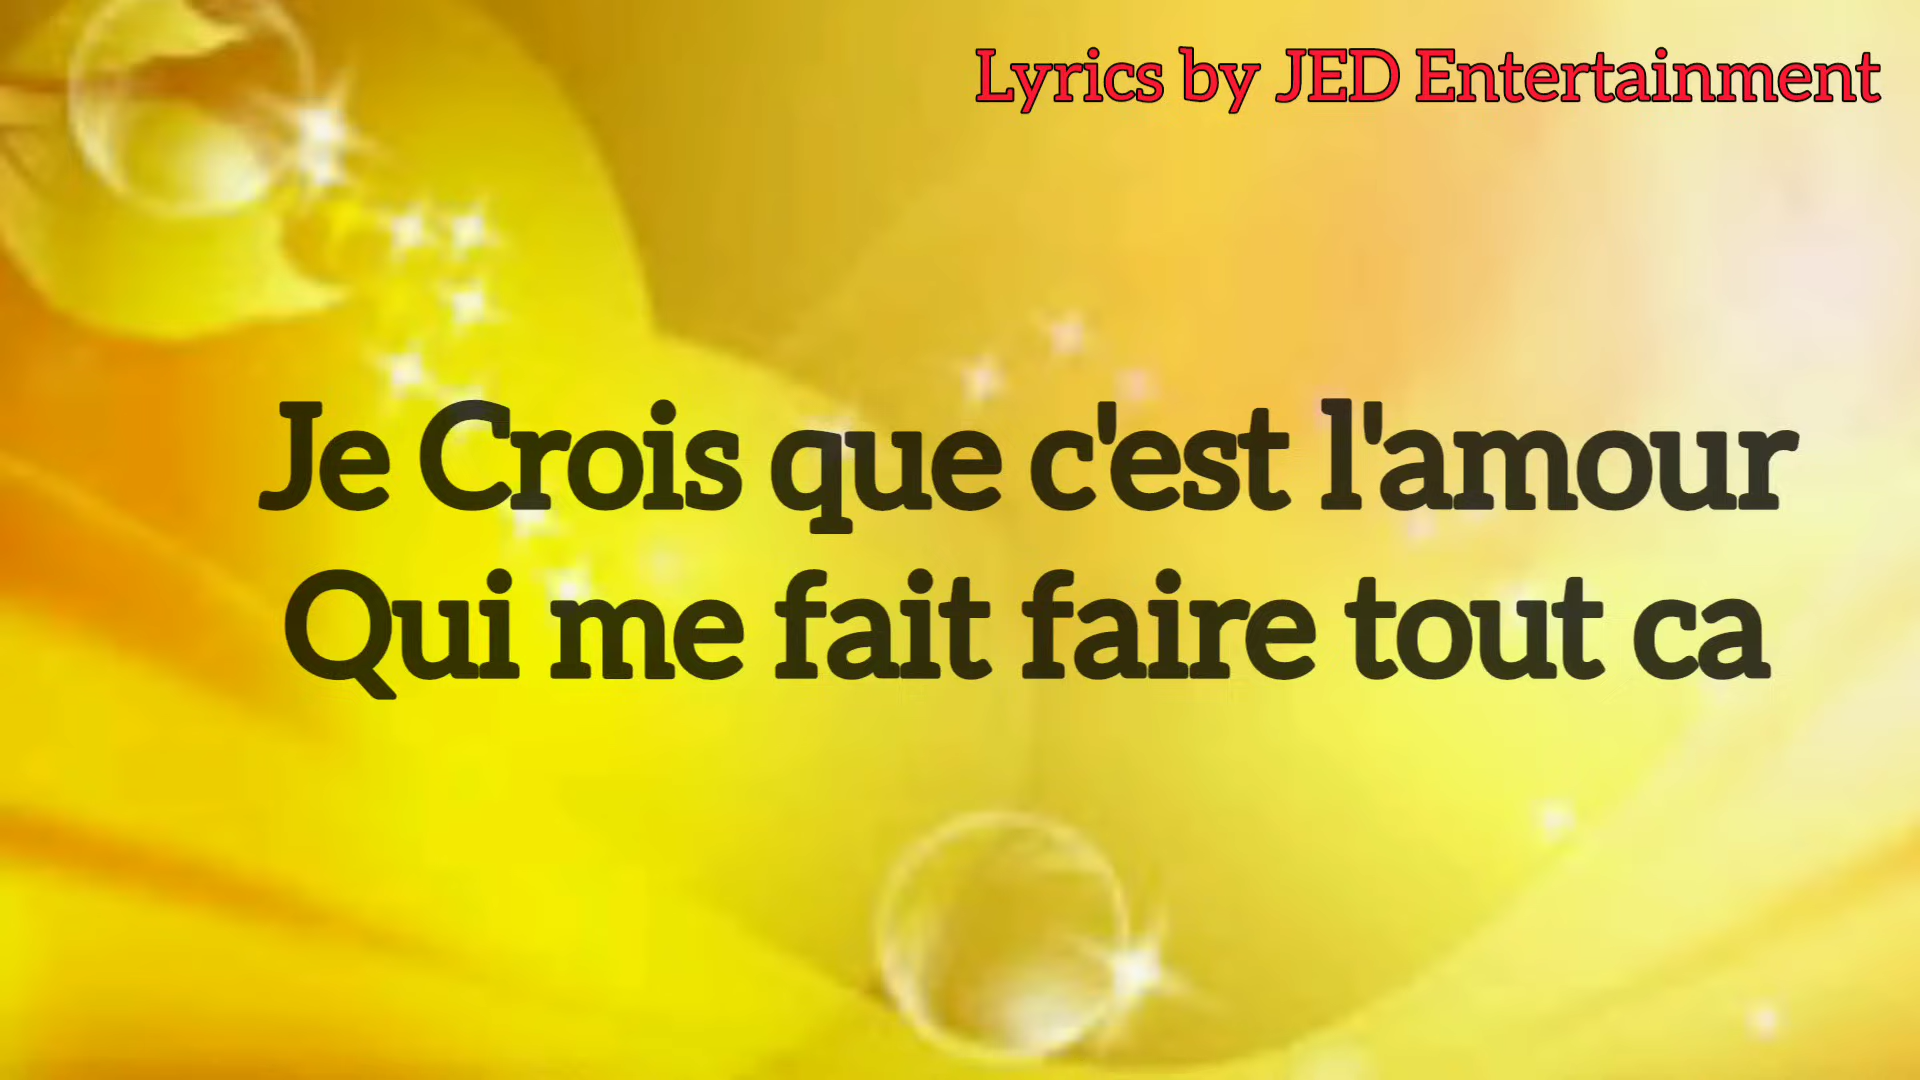 Lyrics by JED Entertainment
Je Crois que c'est l'amour
Qui me fait faire tout ca